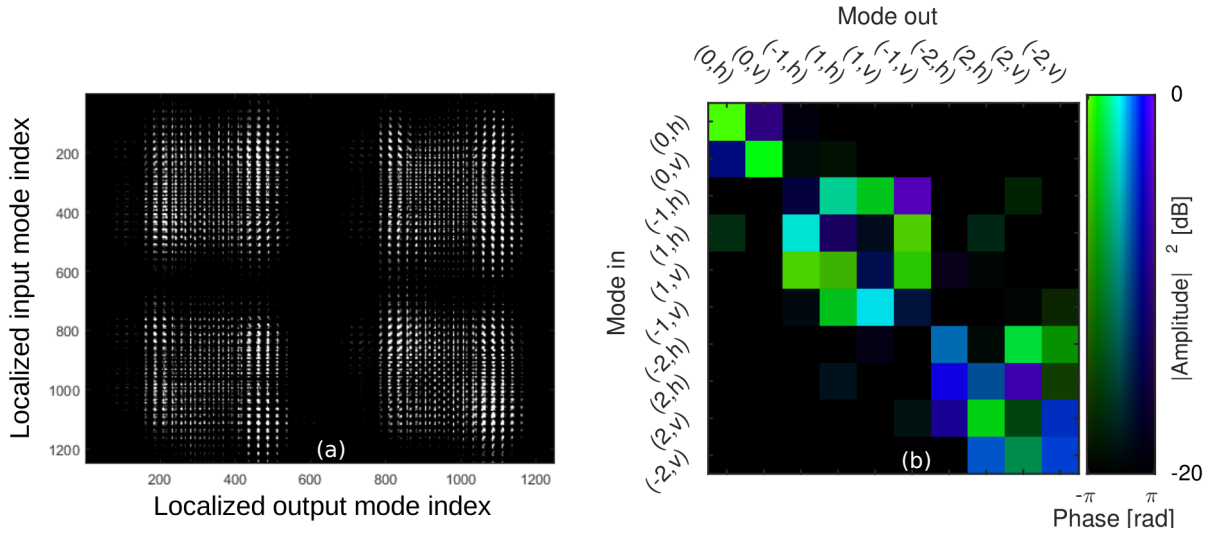 Localized input mode index
200
400
600
800
1000
1200
(a)
200
400
600
800
1000
1200
Localized output mode index
Mode out
(0,h)
(0,v)
(-1,h)
(1,h)
(1,v)
(-1,v)
(-2,h)
(2,h)
(2,v)
(-2,v)
Mode in
(0,h)
(0,v)
(-1,h)
(1,h)
(1,v)
(-1,v)
(-2,h)
(2,h)
(2,v)
(-2,v)
(b)
0
-20
|Amplitude|² [dB]
-π
π
Phase [rad]